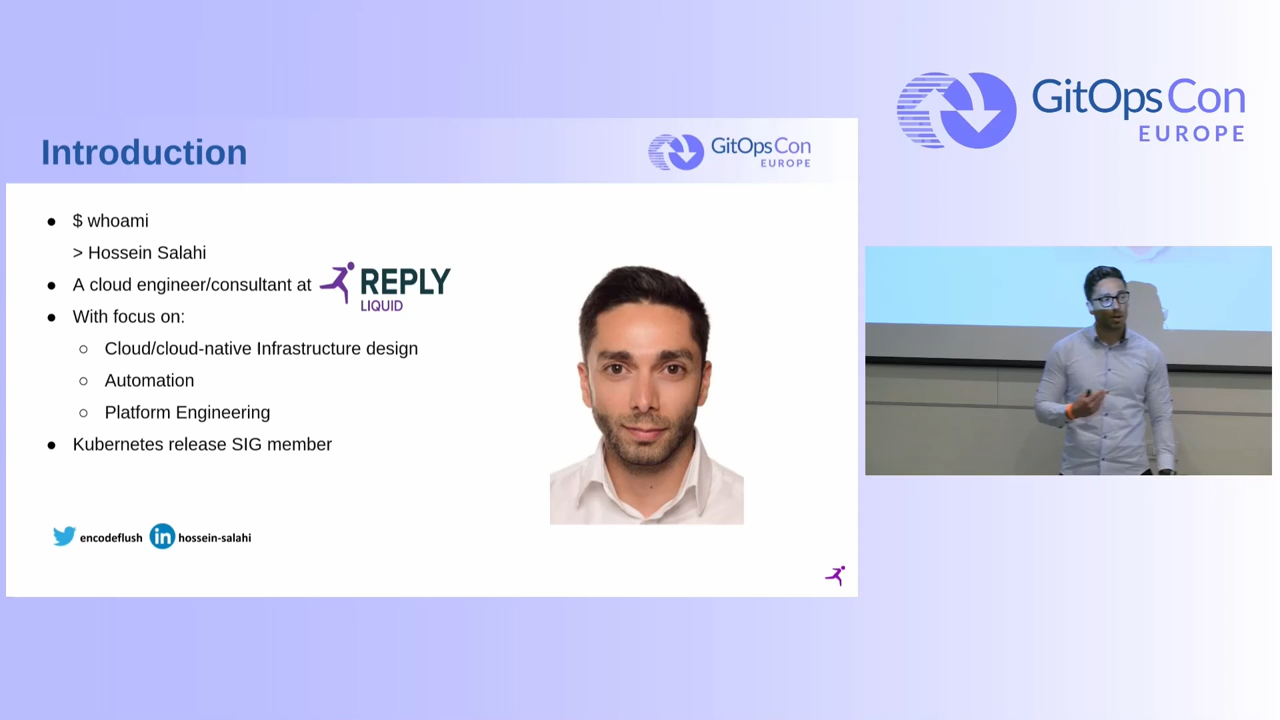 Introduction
GitOpsCon
EUROPE
● $ whoami
> Hossein Salahi
● A cloud engineer/consultant at REPLY
LIQUID
● With focus on:
○ Cloud/cloud-native Infrastructure design
○ Automation
○ Platform Engineering
● Kubernetes release SIG member
encodeflush in hossein-salahi
GitOpsCon
EUROPE